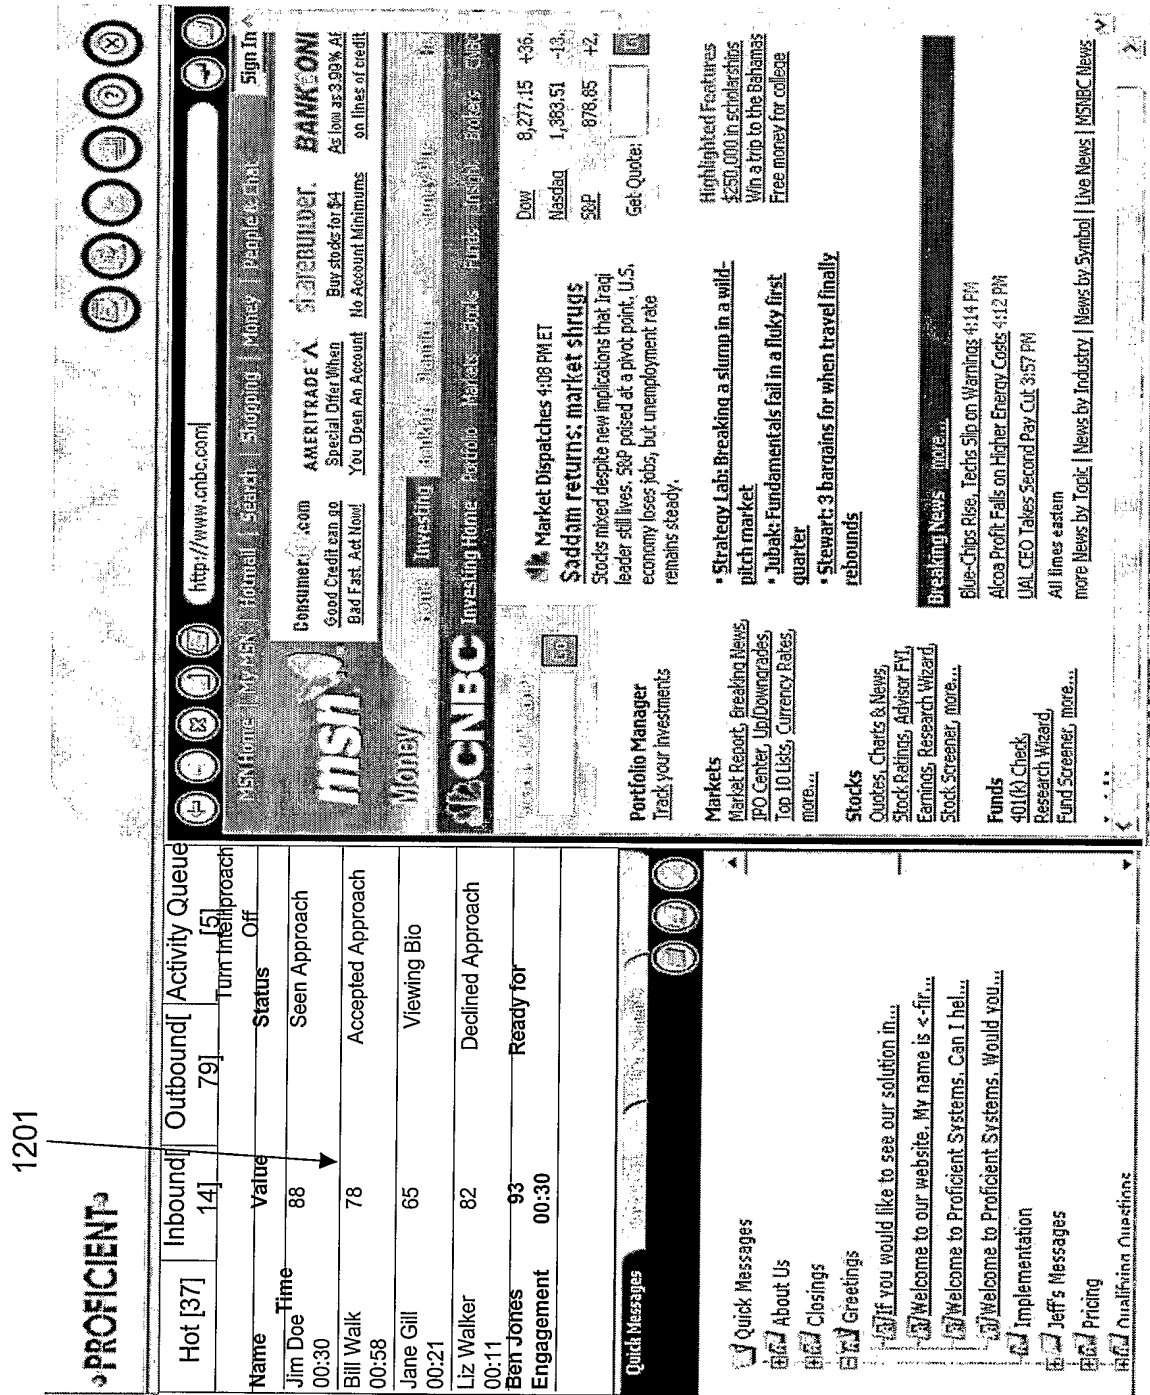 1201
PROFICIENT
Hot [37]
Inbound[
14]
Outbound[
79]
Activity Queue
[5]
Turn Intelliproach
Off
Name Value Status
Time
Jim Doe 88 Seen Approach
00:30
Bill Walk 78 Accepted Approach
00:58
Jane Gill 65 Viewing Bio
00:21
Liz Walker 82 Declined Approach
00:11
Ben Jones 93 Ready for
Engagement 00:30
Quick Messages
Quick Messages
About Us
Closings
Greetings
If you would like to see our solution in...
Welcome to our website. My name is <-fir...
Welcome to Proficient Systems. Can I hel...
Welcome to Proficient Systems. Would you...
Implementation
Jeff's Messages
Pricing
Qualifying Questions
http://www.cnbc.com
MSN Home | My MSN | Hotmail | Search | Shopping | Money | People & Chat
Sign In
msn
Money
Consumer .com
Good Credit can go
Bad Fast. Act Now!
AMERITRADE
Special Offer When
You Open An Account
sharebuilder.
Buy stocks for $4
No Account Minimums
BANK ONE
As low as 3.99% AF
on lines of credit
Investing Banking Planning
CNBC
Investing Home Portfolio Markets Stocks Funds Insight Brokers CNBC
GO
Portfolio Manager
Track your investments
Markets
Market Report, Breaking News,
IPO Center, Up/Downgrades,
Top 10 Lists, Currency Rates,
more...
Stocks
Quotes, Charts & News,
Stock Ratings, Advisor FYI,
Earnings, Research Wizard,
Stock Screener, more...
Funds
401(k) Check,
Research Wizard,
Fund Screener, more...
Market Dispatches 4:08 PM ET
Saddam returns; market shrugs
Stocks mixed despite new implications that Iraqi
leader still lives. S&P poised at a pivot point. U.S.
economy loses jobs, but unemployment rate
remains steady.
• Strategy Lab: Breaking a slump in a wild-
pitch market
• Jubak: Fundamentals fail in a fluky first
quarter
• Stewart: 3 bargains for when travel finally
rebounds
Dow 8,277.15 +36.
Nasdaq 1,383.51 -13.
S&P 878.85 +2.
Get Quote:
GO
Highlighted Features
$250,000 in scholarships
Win a trip to the Bahamas
Free money for college
Breaking News more...
Blue-Chips Rise, Techs Slip on Warnings 4:14 PM
Alcoa Profit Falls on Higher Energy Costs 4:12 PM
UAL CEO Takes Second Pay Cut 3:57 PM
All times eastern
more News by Topic | News by Industry | News by Symbol | Live News | MSNBC News